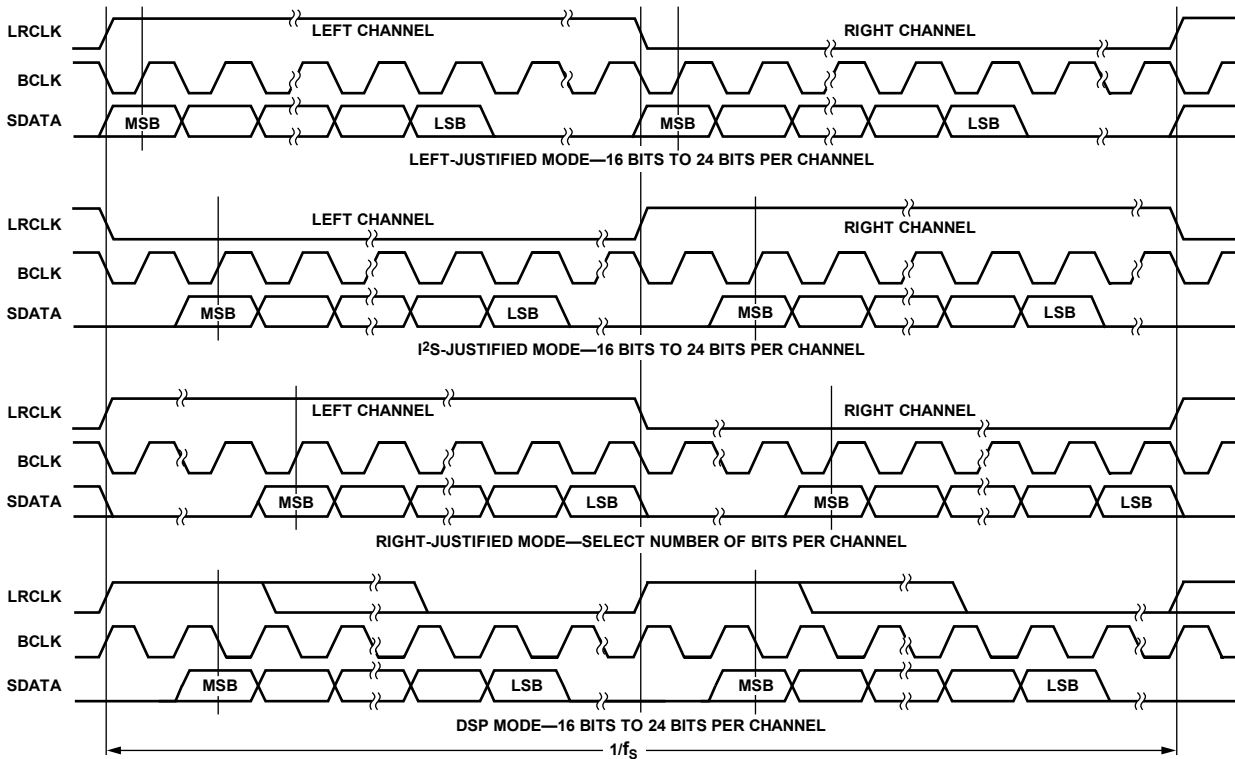 LRCLK LEFT CHANNEL RIGHT CHANNEL
BCLK
SDATA MSB LSB MSB LSB
LEFT-JUSTIFIED MODE—16 BITS TO 24 BITS PER CHANNEL
LRCLK LEFT CHANNEL RIGHT CHANNEL
BCLK
SDATA MSB LSB MSB LSB
I²S-JUSTIFIED MODE—16 BITS TO 24 BITS PER CHANNEL
LRCLK LEFT CHANNEL RIGHT CHANNEL
BCLK
SDATA MSB LSB MSB LSB
RIGHT-JUSTIFIED MODE—SELECT NUMBER OF BITS PER CHANNEL
LRCLK
BCLK
SDATA MSB LSB MSB LSB
DSP MODE—16 BITS TO 24 BITS PER CHANNEL
1/fS